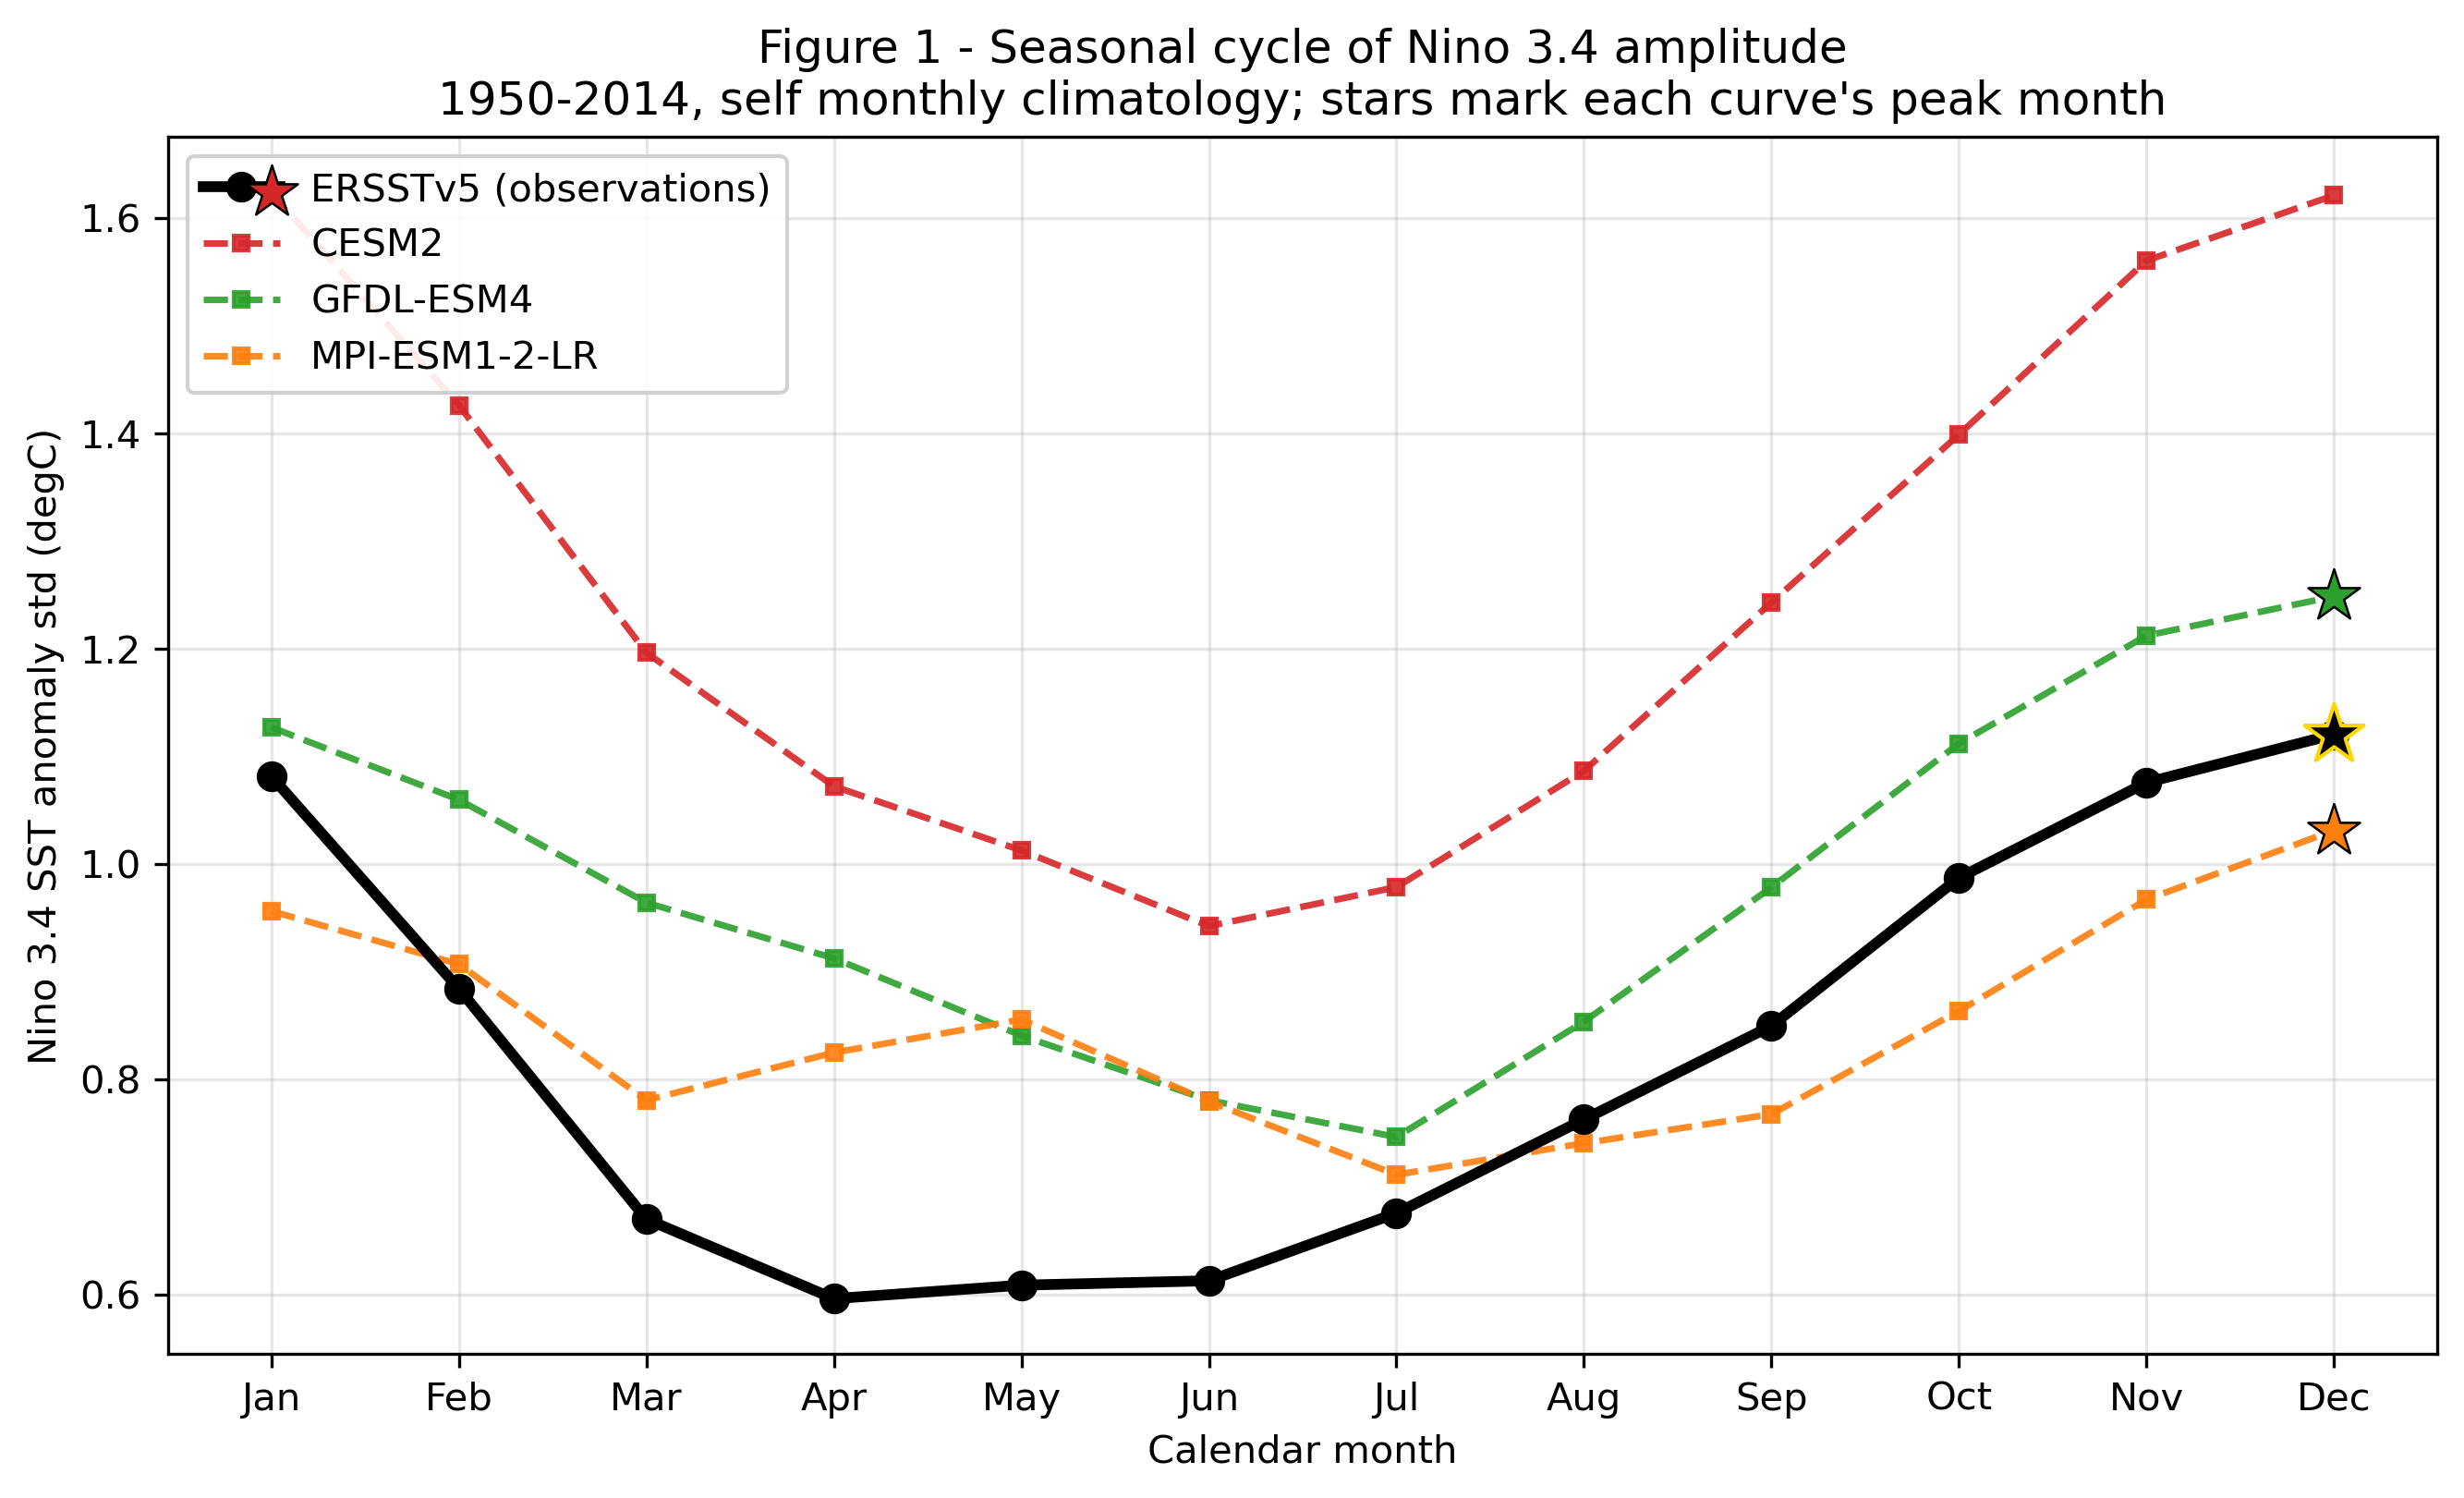 Figure 1 - Seasonal cycle of Nino 3.4 amplitude
1950-2014, self monthly climatology; stars mark each curve's peak month
ERSSTv5 (observations)
CESM2
GFDL-ESM4
MPI-ESM1-2-LR
Nino 3.4 SST anomaly std (degC)
1.6
1.4
1.2
1.0
0.8
0.6
Jan Feb Mar Apr May Jun Jul Aug Sep Oct Nov Dec
Calendar month